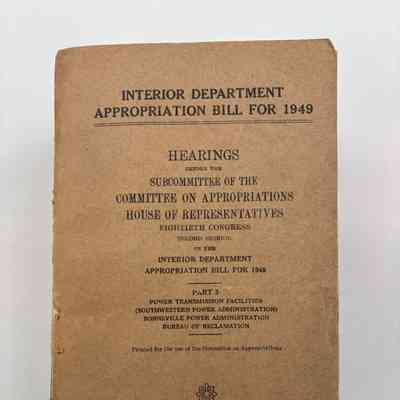 INTERIOR DEPARTMENT
APPROPRIATION BILL FOR 1949
HEARINGS
BEFORE THE
SUBCOMMITTEE OF THE
COMMITTEE ON APPROPRIATIONS
HOUSE OF REPRESENTATIVES
EIGHTIETH CONGRESS
SECOND SESSION
ON THE
INTERIOR DEPARTMENT
APPROPRIATION BILL FOR 1949
PART 3
POWER TRANSMISSION FACILITIES
(SOUTHWESTERN POWER ADMINISTRATION)
BONNEVILLE POWER ADMINISTRATION
BUREAU OF RECLAMATION
Printed for the use of the Committee on Appropriations